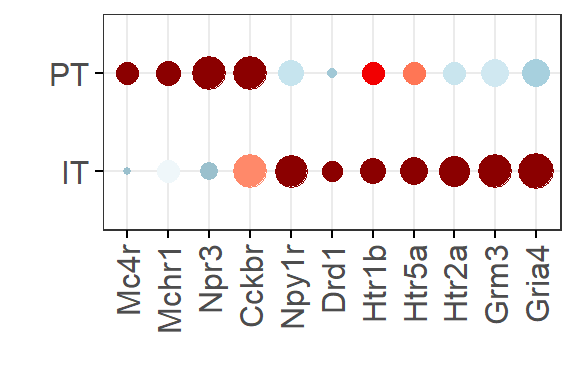 PT
IT
Mc4r
Mchr1
Npr3
Cckbr
Npy1r
Drd1
Htr1b
Htr5a
Htr2a
Grm3
Gria4